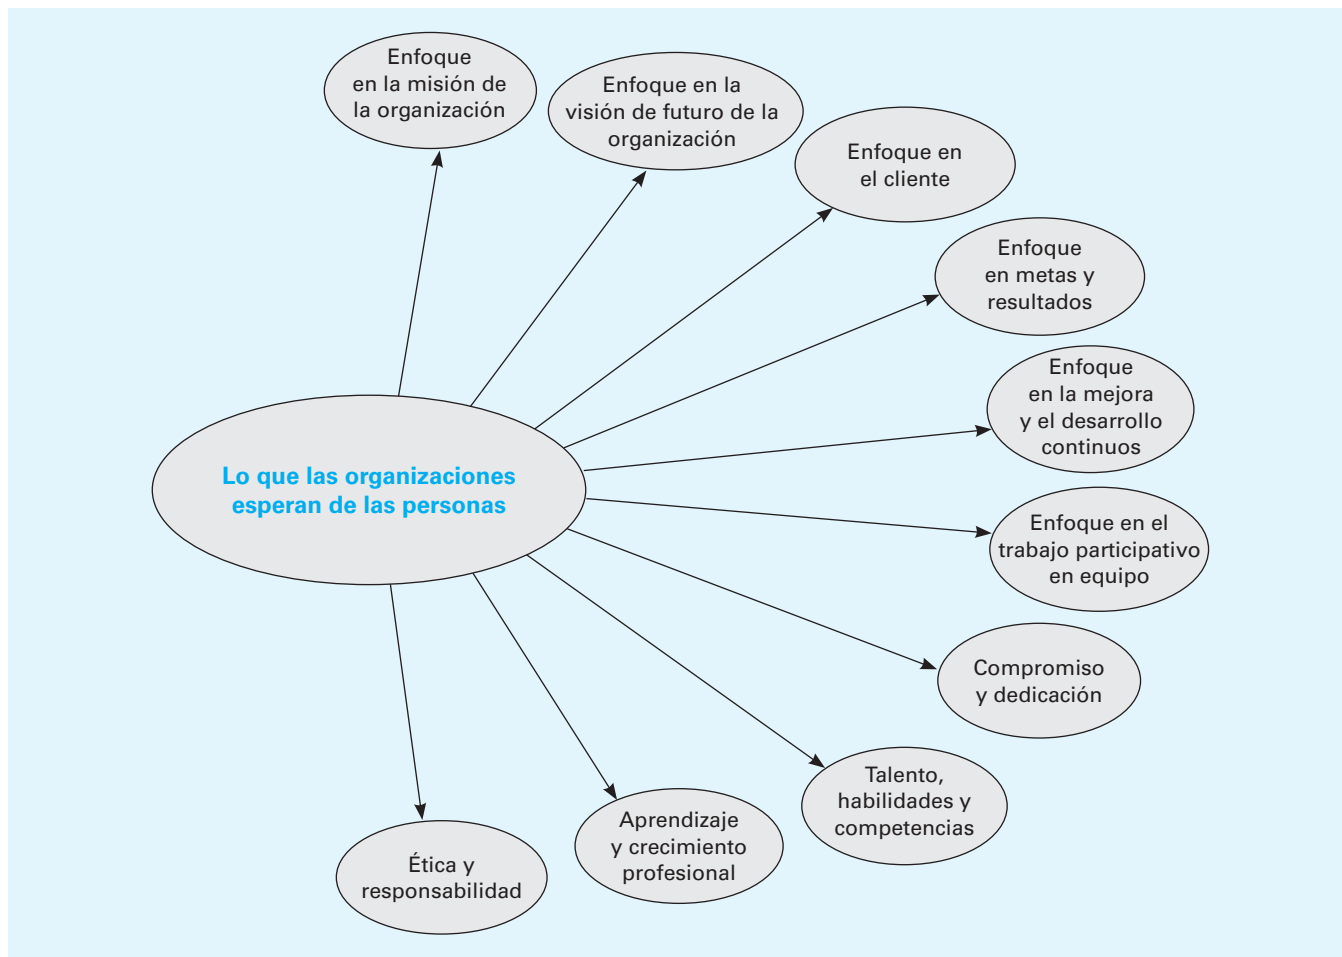 Enfoque
en la misión de
la organización
Enfoque en la
visión de futuro de la
organización
Enfoque en
el cliente
Enfoque
en metas y
resultados
Enfoque
en la mejora
y el desarrollo
continuos
Lo que las organizaciones
esperan de las personas
Enfoque en el
trabajo participativo
en equipo
Compromiso
y dedicación
Talento,
habilidades y
competencias
Aprendizaje
y crecimiento
profesional
Ética y
responsabilidad